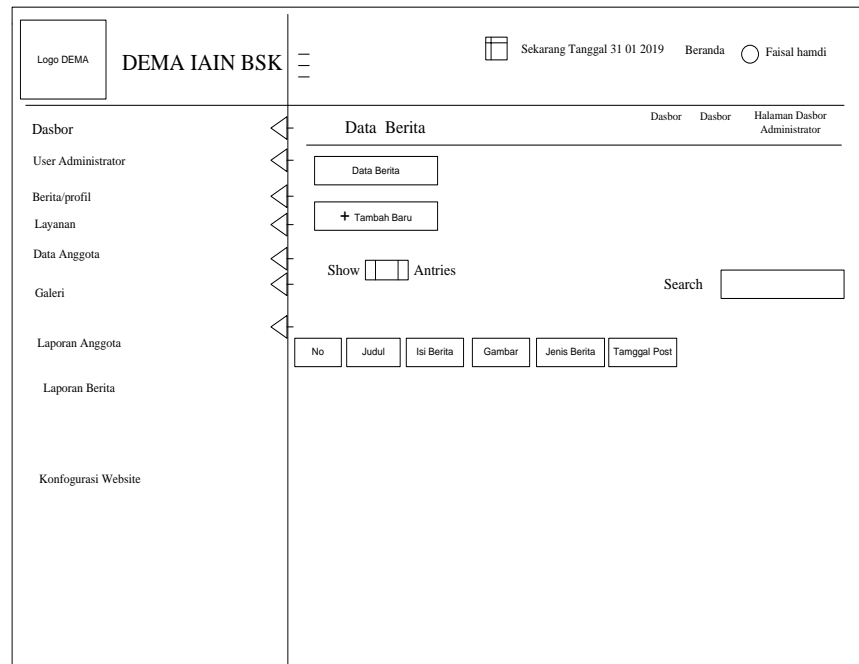 Logo DEMA
DEMA IAIN BSK
Sekarang Tanggal 31 01 2019
Beranda
Faisal hamdi
Dasbor
User Administrator
Berita/profil
Layanan
Data Anggota
Galeri
Laporan Anggota
Laporan Berita
Konfogurasi Website
Data Berita
Dasbor
Dasbor
Halaman Dasbor
Administrator
Data Berita
+ Tambah Baru
Show
Antries
Search
No
Judul
Isi Berita
Gambar
Jenis Berita
Tamggal Post